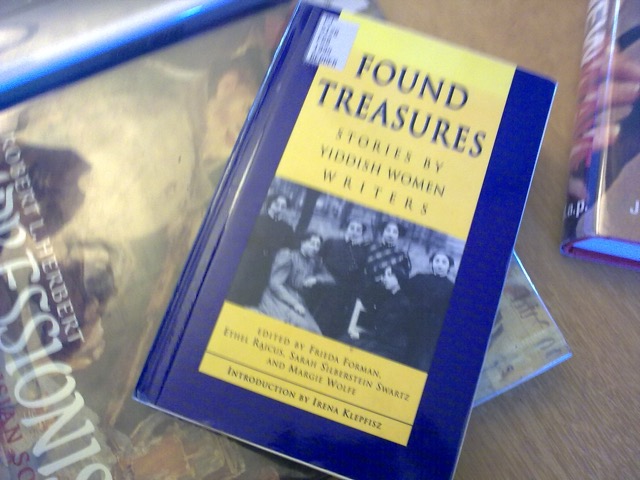 FOUND
TREASURES
STORIES BY
YIDDISH WOMEN
WRITERS
EDITED BY FRIEDA FORMAN,
ETHEL RAICUS, SARAH SILBERSTEIN SWARTZ
AND MARGIE WOLFE
INTRODUCTION BY IRENA KLEPFISZ
ROBERT L. HERBERT
a.p.